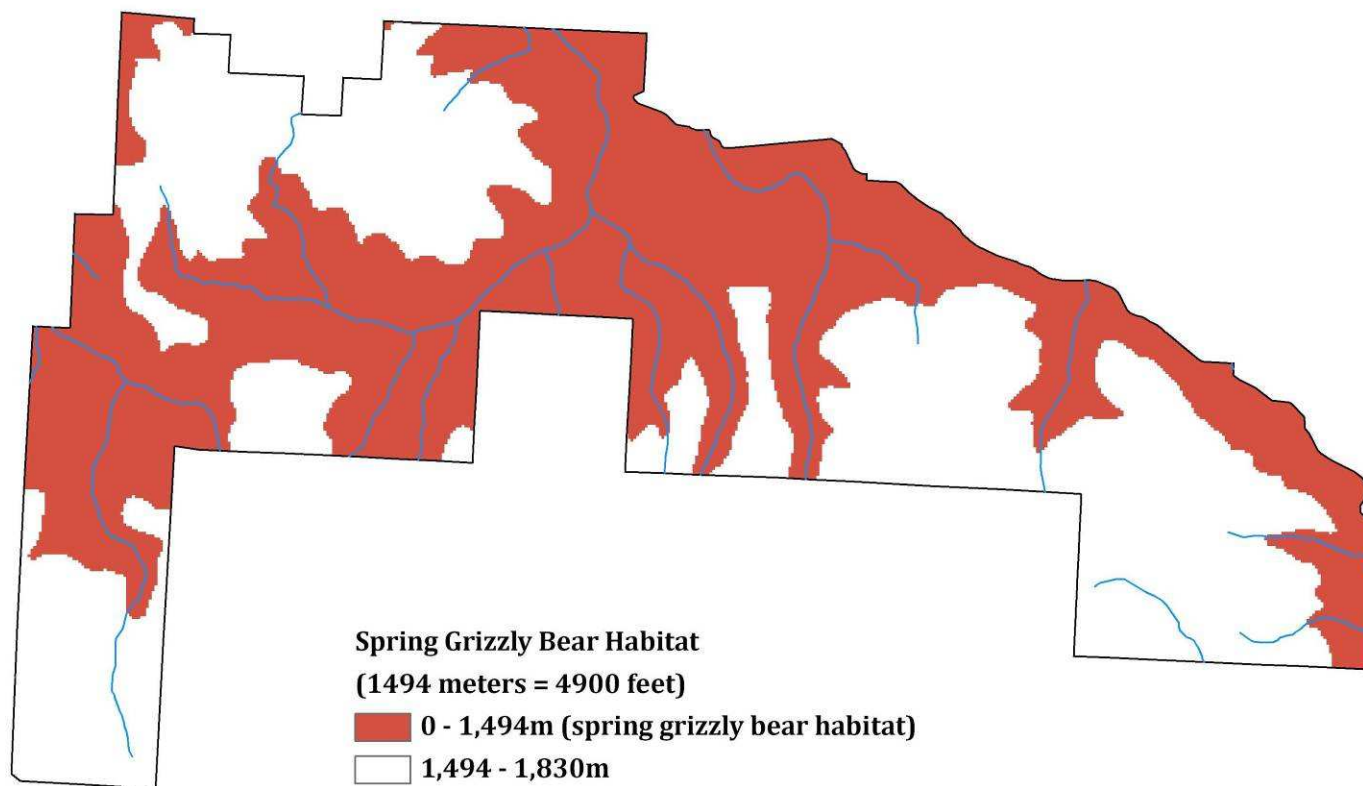 Spring Grizzly Bear Habitat
(1494 meters = 4900 feet)
0 - 1,494m (spring grizzly bear habitat)
1,494 - 1,830m